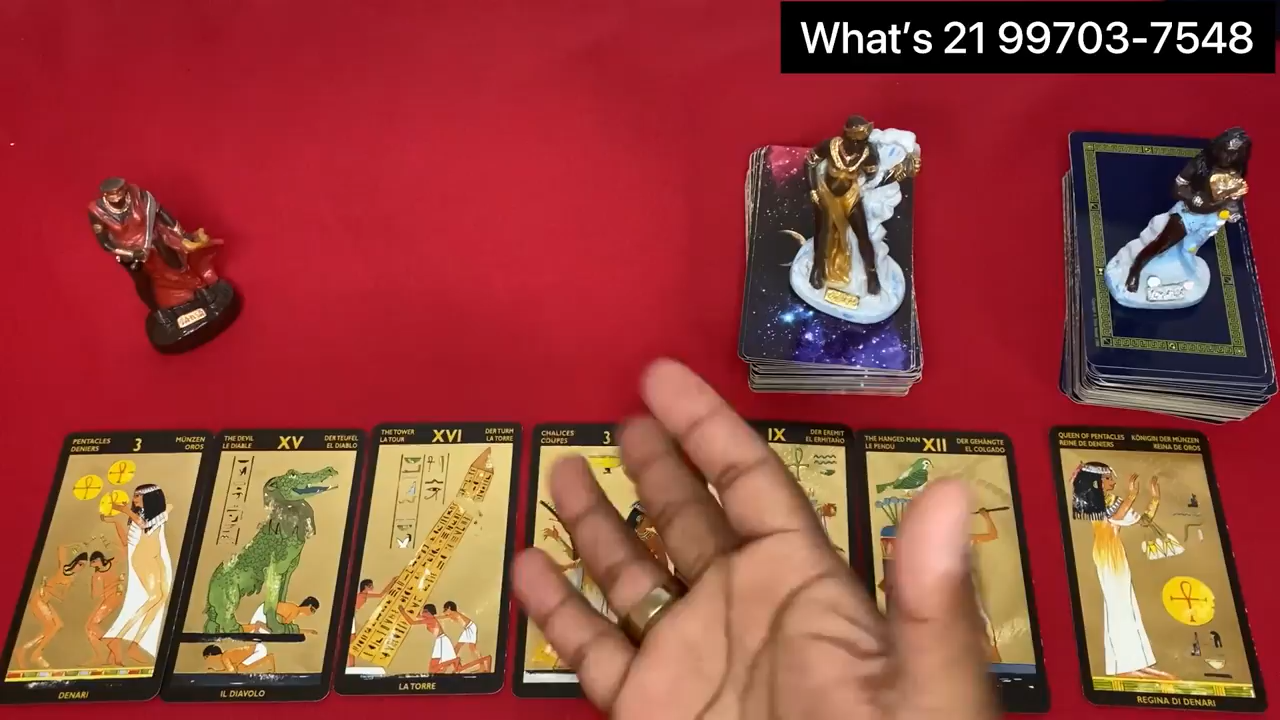 What's 21 99703-7548
PENTACLES
DENIERS
3
MÜNZEN
OROS
DENARI
THE DEVIL
LE DIABLE
XV
DER TEUFEL
EL DIABLO
IL DIAVOLO
THE TOWER
LA TOUR
XVI
DER TURM
LA TORRE
LA TORRE
CHALICES
COUPES
3
IX
DER EREMIT
EL ERMITAÑO
THE HANGED MAN
LE PENDU
XII
DER GEHÄNGTE
EL COLGADO
QUEEN OF PENTACLES
REINE DE DENIERS
KÖNIGIN DER MÜNZEN
REINA DE OROS
REGINA DI DENARI